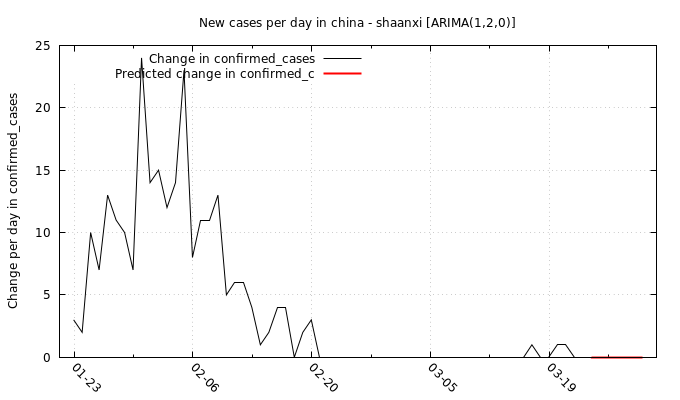 New cases per day in china - shaanxi [ARIMA(1,2,0)]
Change in confirmed_cases
Predicted change in confirmed_c
Change per day in confirmed_cases
25
20
15
10
5
0
01-23
02-06
02-20
03-05
03-19